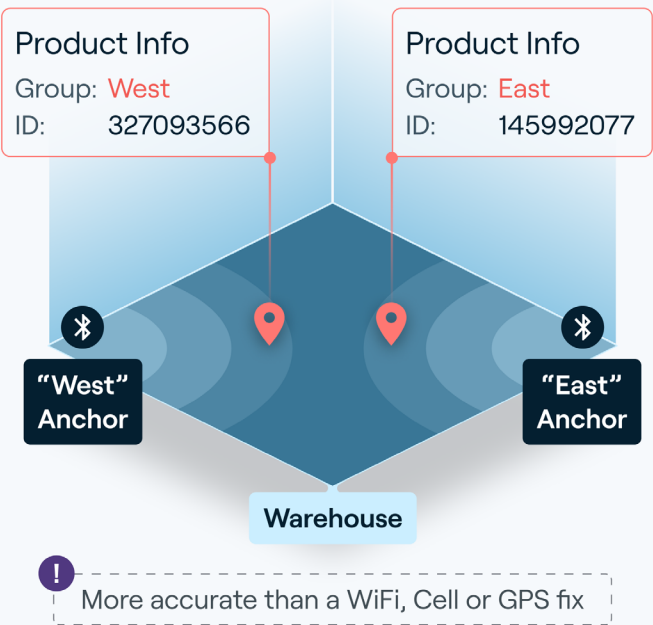 Product Info
Group: West
ID: 327093566
Product Info
Group: East
ID: 145992077
“West”
Anchor
“East”
Anchor
Warehouse
!
More accurate than a WiFi, Cell or GPS fix